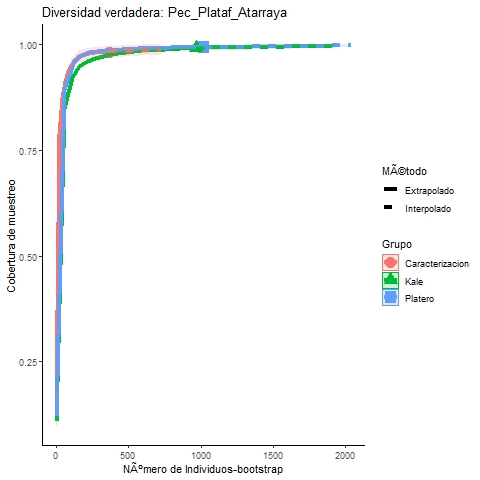 Diversidad verdadera: Pec_Plataf_Atarraya
1.00
0.75
0.50
0.25
Cobertura de muestreo
0
500
1000
1500
2000
NÃºmero de Individuos-bootstrap
MÃ©todo
Extrapolado
Interpolado
Grupo
Caracterizacion
Kale
Platero